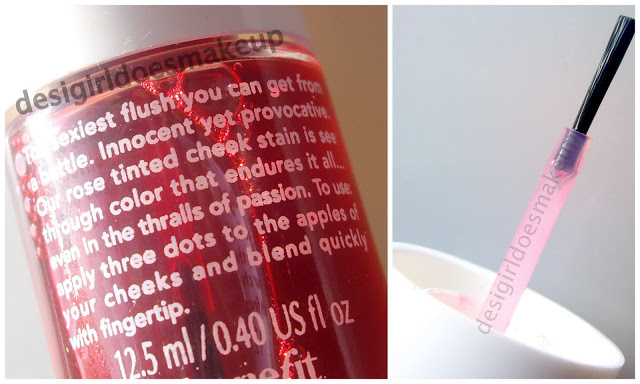 desigirldoesmakeup
sexiest flush you can get from
a bottle. Innocent yet provocative.
Our rose tinted cheek stain is see
through color that endures it all...
even in the thralls of passion. To use:
apply three dots to the apples of
your cheeks and blend quickly
with fingertip.
12.5 ml / 0.40 US fl oz
desigirldoesmakeup